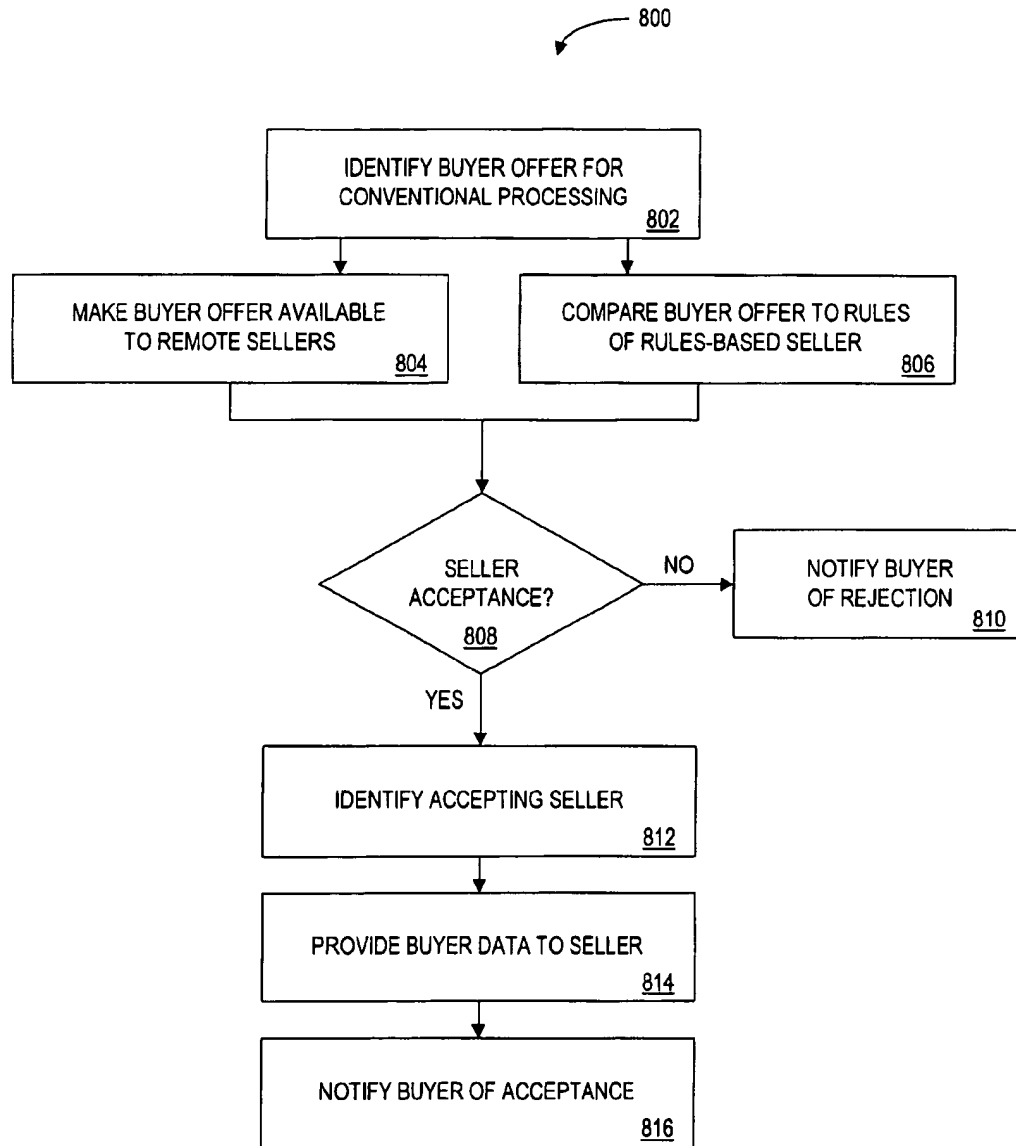 800
IDENTIFY BUYER OFFER FOR
CONVENTIONAL PROCESSING
802
MAKE BUYER OFFER AVAILABLE
TO REMOTE SELLERS
804
COMPARE BUYER OFFER TO RULES
OF RULES-BASED SELLER
806
SELLER
ACCEPTANCE?
808
NO
NOTIFY BUYER
OF REJECTION
810
YES
IDENTIFY ACCEPTING SELLER
812
PROVIDE BUYER DATA TO SELLER
814
NOTIFY BUYER OF ACCEPTANCE
816